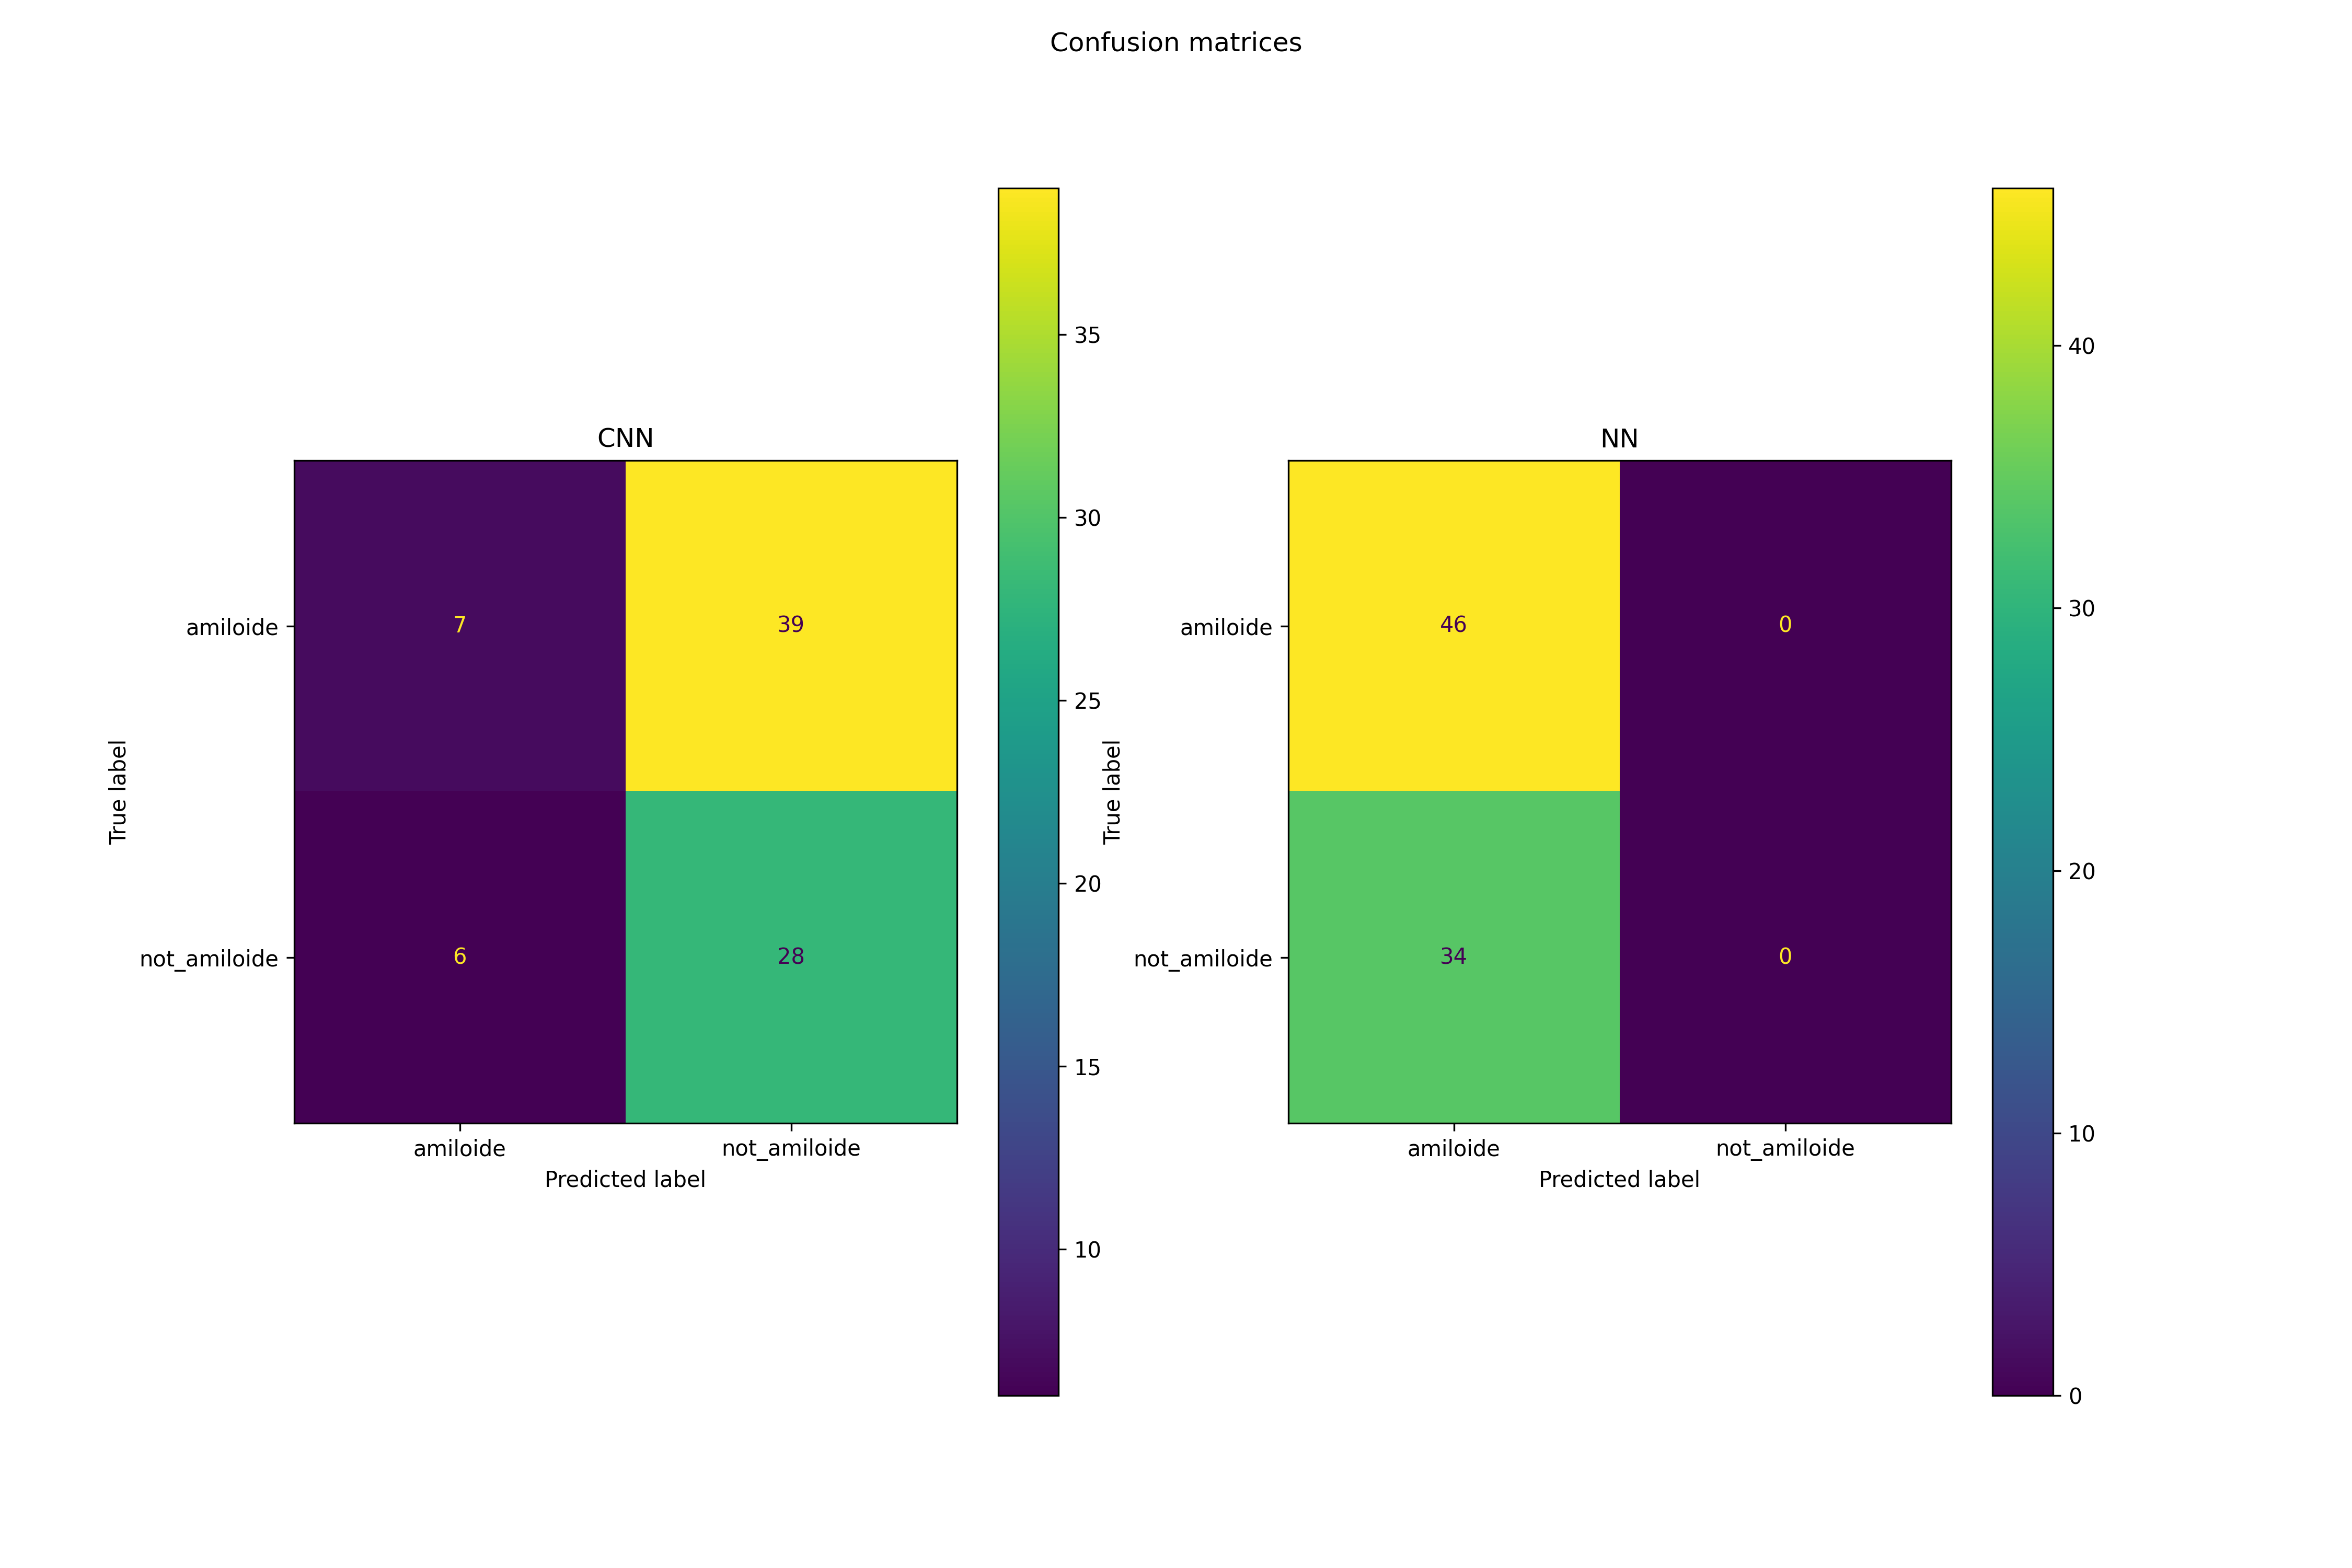 Confusion matrices
CNN
True label
amiloide
7
39
not_amiloide
6
28
amiloide
not_amiloide
Predicted label
35
30
25
20
15
10
NN
True label
amiloide
46
0
not_amiloide
34
0
amiloide
not_amiloide
Predicted label
40
30
20
10
0